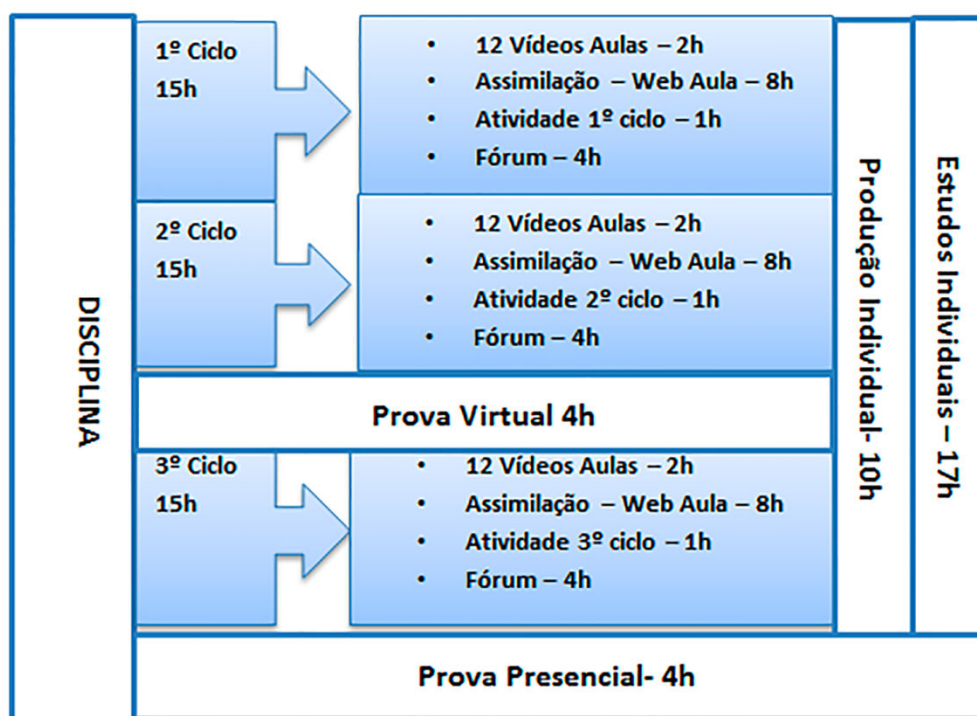 DISCIPLINA
1º Ciclo
15h
• 12 Vídeos Aulas – 2h
• Assimilação – Web Aula – 8h
• Atividade 1º ciclo – 1h
• Fórum – 4h
2º Ciclo
15h
• 12 Vídeos Aulas – 2h
• Assimilação – Web Aula – 8h
• Atividade 2º ciclo – 1h
• Fórum – 4h
Prova Virtual 4h
3º Ciclo
15h
• 12 Vídeos Aulas – 2h
• Assimilação – Web Aula – 8h
• Atividade 3º ciclo – 1h
• Fórum – 4h
Produção Individual- 10h
Estudos Individuais – 17h
Prova Presencial- 4h